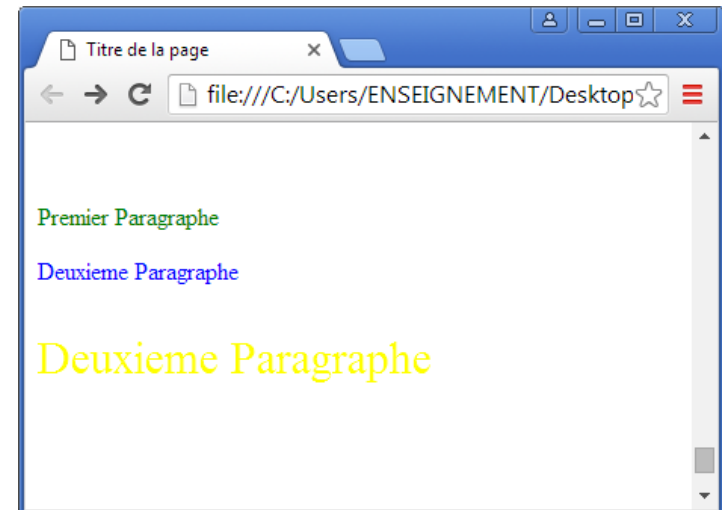 Titre de la page
file:///C:/Users/ENSEIGNEMENT/Desktop
Premier Paragraphe
Deuxieme Paragraphe
Deuxieme Paragraphe